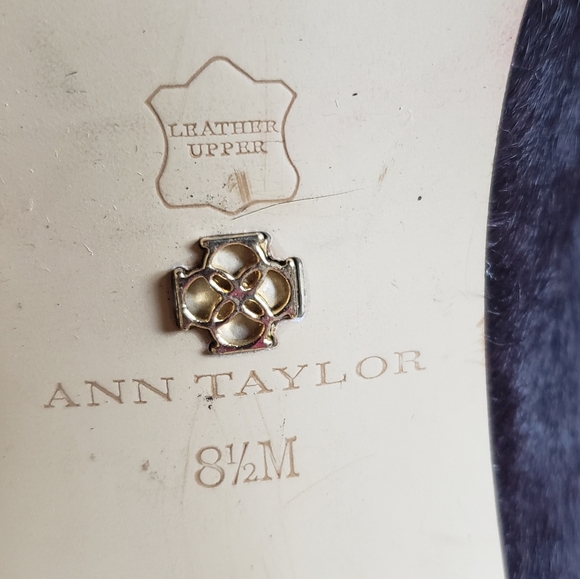 LEATHER
UPPER
ANN TAYLOR
8½M